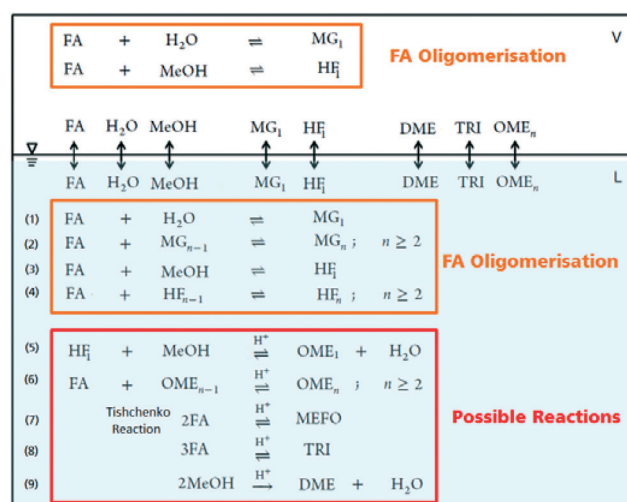 FA + H₂O ⇌ MG₁
FA + MeOH ⇌ HF₁
FA Oligomerisation
V
FA H₂O MeOH MG₁ HF₁ DME TRI OMEₙ
FA H₂O MeOH MG₁ HF₁ DME TRI OMEₙ
L
(1) FA + H₂O ⇌ MG₁
(2) FA + MGₙ₋₁ ⇌ MGₙ ; n ≥ 2
(3) FA + MeOH ⇌ HF₁
(4) FA + HFₙ₋₁ ⇌ HFₙ ; n ≥ 2
FA Oligomerisation
(5) HF₁ + MeOH H⁺ ⇌ OME₁ + H₂O
(6) FA + OMEₙ₋₁ H⁺ ⇌ OMEₙ ; n ≥ 2
(7) Tishchenko Reaction 2FA H⁺ ⇌ MEFO
(8) 3FA H⁺ ⇌ TRI
(9) 2MeOH H⁺ → DME + H₂O
Possible Reactions